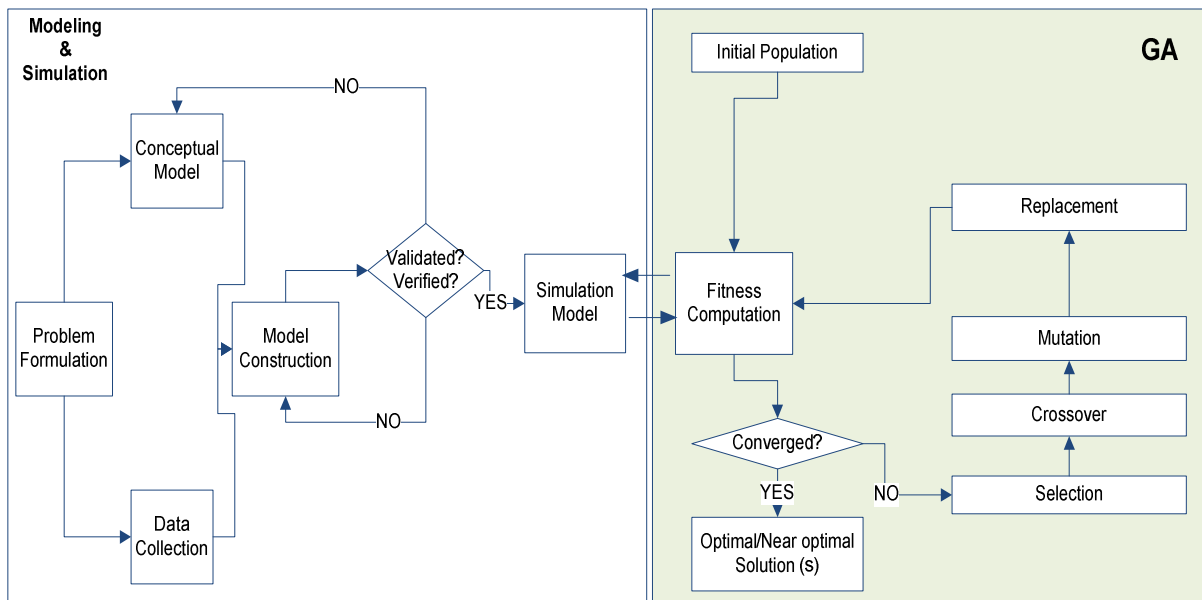 Modeling
&
Simulation
NO
Conceptual
Model
Validated?
Verified?
YES
Simulation
Model
Problem
Formulation
Model
Construction
NO
Data
Collection
GA
Initial Population
Replacement
Fitness
Computation
Mutation
Crossover
Converged?
YES
NO
Selection
Optimal/Near optimal
Solution (s)